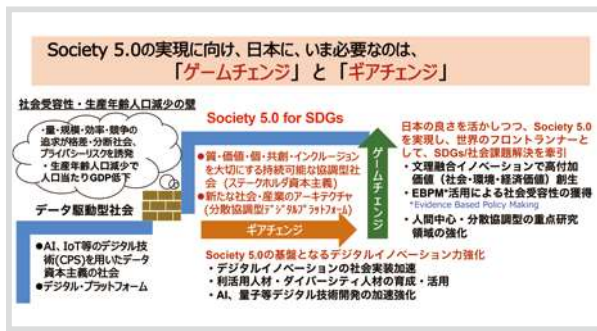 Society 5.0の実現に向け、日本に、いま必要なのは、
「ゲームチェンジ」と「ギアチェンジ」
社会受容性・生産年齢人口減少の壁
・量・規模・効率・競争の
追求が格差・分断社会、
プライバシーリスクを誘発
・生産年齢人口減少で
人口当たりGDP低下
データ駆動型社会
●AI、IoT等のデジタル技
術(CPS)を用いたデータ
資本主義の社会
●デジタル・プラットフォーム
Society 5.0 for SDGs
●質・価値・個・共創・インクルージョン
を大切にする持続可能な協調型社
会（ステークホルダ資本主義）
●新たな社会・産業のアーキテクチャ
(分散協調型デジタルプラットフォーム)
ギアチェンジ
ゲームチェンジ
Society 5.0の基盤となるデジタルイノベーション力強化
・デジタルイノベーションの社会実装加速
・利活用人材・ダイバーシティ人材の育成・活用
・AI、量子等デジタル技術開発の加速強化
日本の良さを活かしつつ、Society 5.0
を実現し、世界のフロントランナー
として、SDGs/社会課題解決を牽引
・文理融合イノベーションで高付加
価値（社会・環境・経済価値）創生
・EBPM*活用による社会受容性の獲得
*Evidence Based Policy Making
・人間中心・分散協調型の重点研究
領域の強化